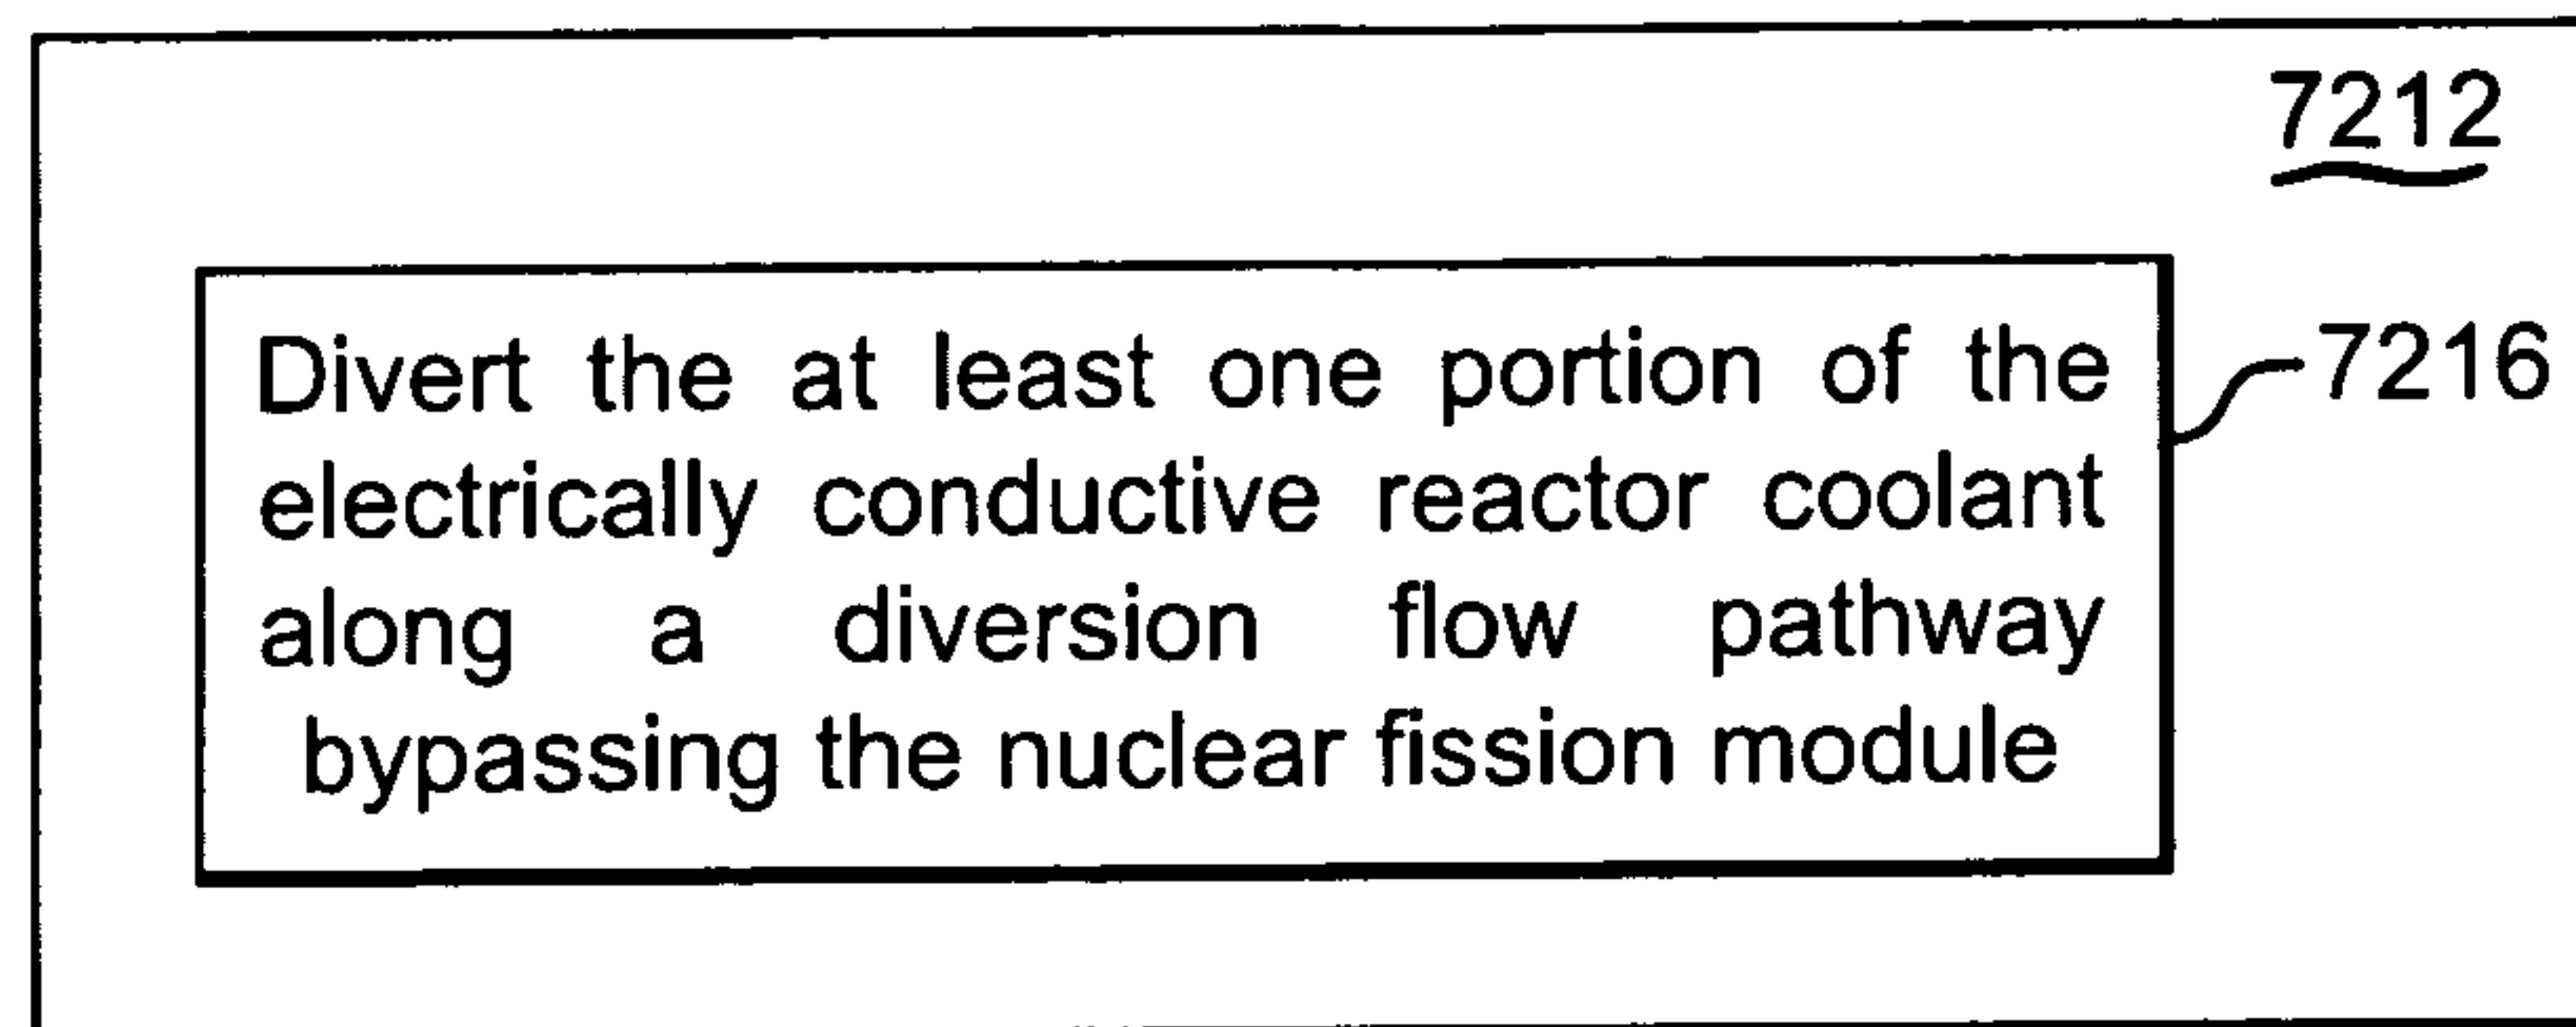 7212
Divert the at least one portion of the
7216
electrically conductive reactor coolant
along a diversion flow pathway
bypassing the nuclear fission module